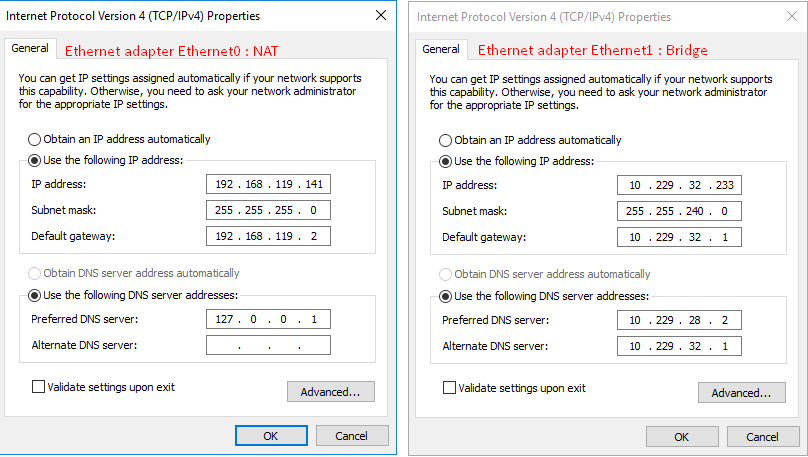 Internet Protocol Version 4 (TCP/IPv4) Properties
General
Ethernet adapter Ethernet0 : NAT
You can get IP settings assigned automatically if your network supports
this capability. Otherwise, you need to ask your network administrator
for the appropriate IP settings.
Obtain an IP address automatically
Use the following IP address:
IP address: 192 . 168 . 119 . 141
Subnet mask: 255 . 255 . 255 . 0
Default gateway: 192 . 168 . 119 . 2
Obtain DNS server address automatically
Use the following DNS server addresses:
Preferred DNS server: 127 . 0 . 0 . 1
Alternate DNS server: . . .
Validate settings upon exit
Advanced...
OK Cancel
Internet Protocol Version 4 (TCP/IPv4) Properties
General
Ethernet adapter Ethernet1 : Bridge
You can get IP settings assigned automatically if your network supports
this capability. Otherwise, you need to ask your network administrator
for the appropriate IP settings.
Obtain an IP address automatically
Use the following IP address:
IP address: 10 . 229 . 32 . 233
Subnet mask: 255 . 255 . 240 . 0
Default gateway: 10 . 229 . 32 . 1
Obtain DNS server address automatically
Use the following DNS server addresses:
Preferred DNS server: 10 . 229 . 28 . 2
Alternate DNS server: 10 . 229 . 32 . 1
Validate settings upon exit
Advanced...
OK Cancel